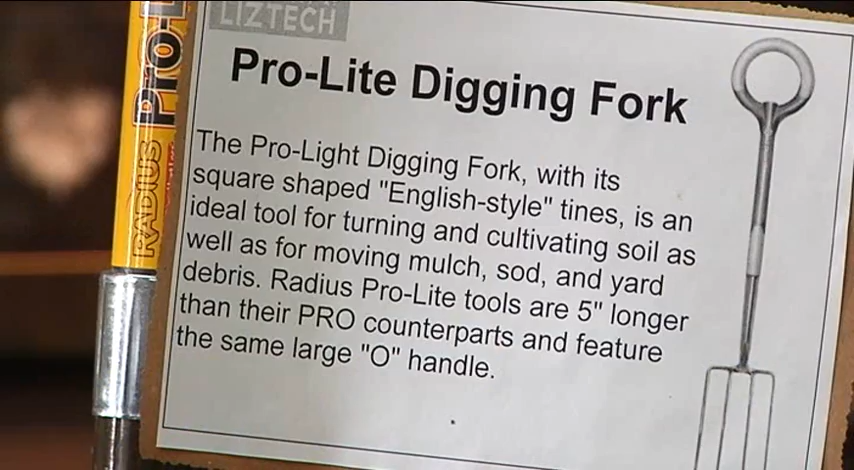 LIZTECH
Pro-Lite Digging Fork
The Pro-Light Digging Fork, with its
square shaped "English-style" tines, is an
ideal tool for turning and cultivating soil as
well as for moving mulch, sod, and yard
debris. Radius Pro-Lite tools are 5" longer
than their PRO counterparts and feature
the same large "O" handle.
RADIUS Pro-L